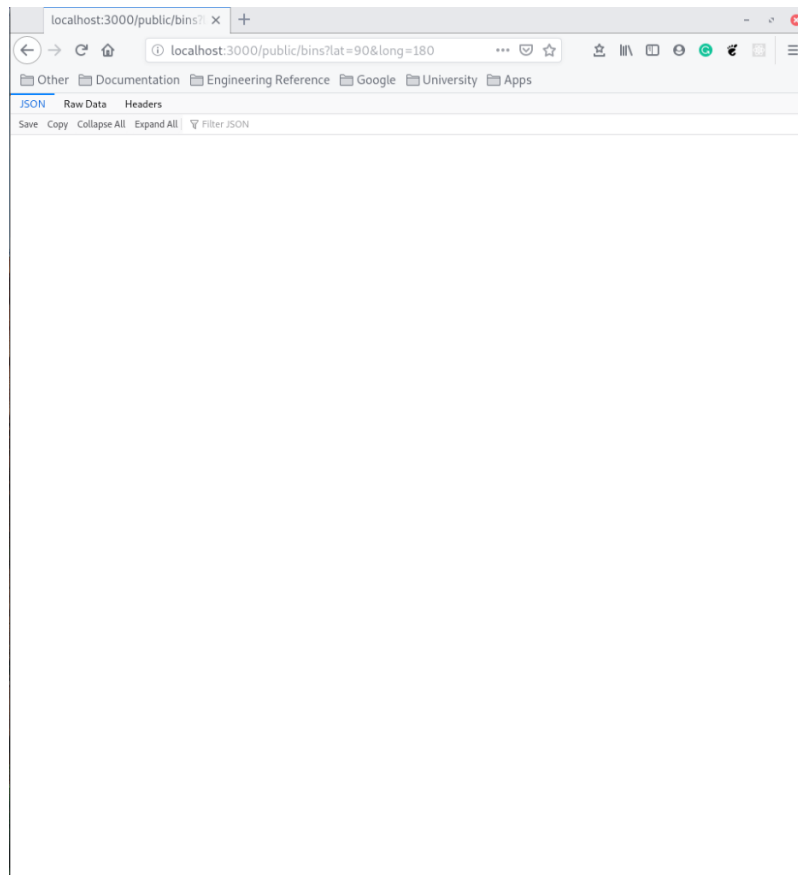 localhost:3000/public/bins?l
localhost:3000/public/bins?lat=90&long=180
Other Documentation Engineering Reference Google University Apps
JSON Raw Data Headers
Save Copy Collapse All Expand All Filter JSON